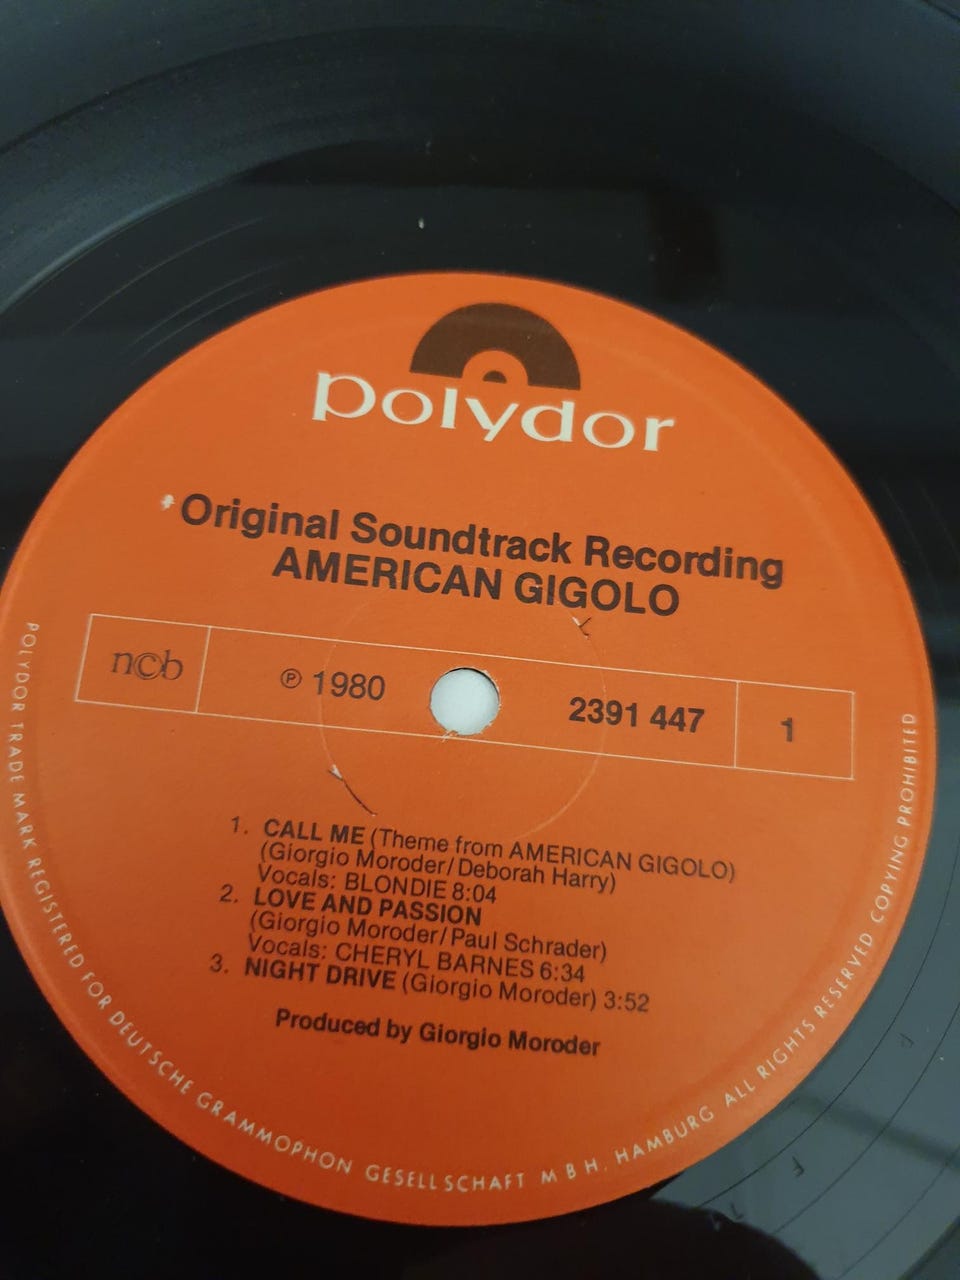 polydor
Original Soundtrack Recording
AMERICAN GIGOLO
n©b ℗ 1980 2391 447 1
1. CALL ME (Theme from AMERICAN GIGOLO)
(Giorgio Moroder/Deborah Harry)
Vocals: BLONDIE 8:04
2. LOVE AND PASSION
(Giorgio Moroder/Paul Schrader)
Vocals: CHERYL BARNES 6:34
3. NIGHT DRIVE (Giorgio Moroder) 3:52
Produced by Giorgio Moroder
POLYDOR TRADE MARK REGISTERED FOR DEUTSCHE GRAMMOPHON GESELLSCHAFT MBH. HAMBURG ALL RIGHTS RESERVED COPYING PROHIBITED